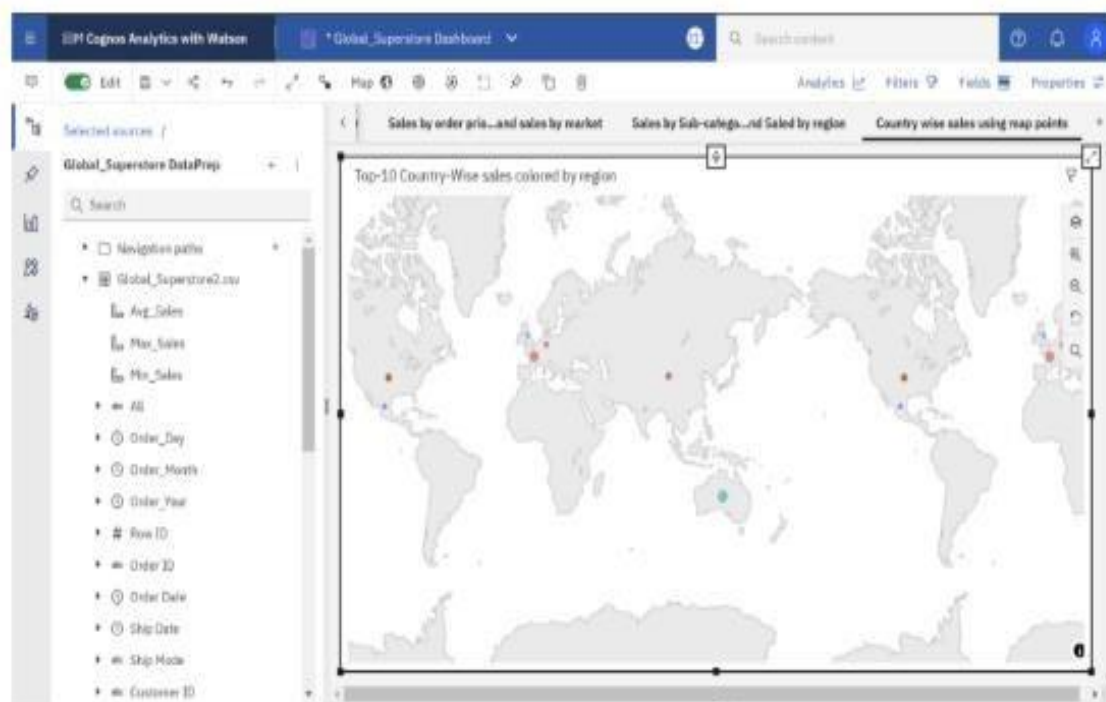 IBM Cognos Analytics with Watson
* Global_Superstore Dashboard
Search content
Edit
Map
Analytics
Filters
Fields
Properties
Selected sources /
Sales by order prio...and sales by market
Sales by Sub-catego...nd Saled by region
Country wise sales using map points
Global_Superstore DataPrep
Search
Top-10 Country-Wise sales colored by region
Navigation paths
Global_Superstore2.csv
Avg_Sales
Max_Sales
Min_Sales
All
Order_Day
Order_Month
Order_Year
# Row ID
Order ID
Order Date
Ship Date
Ship Mode
Customer ID